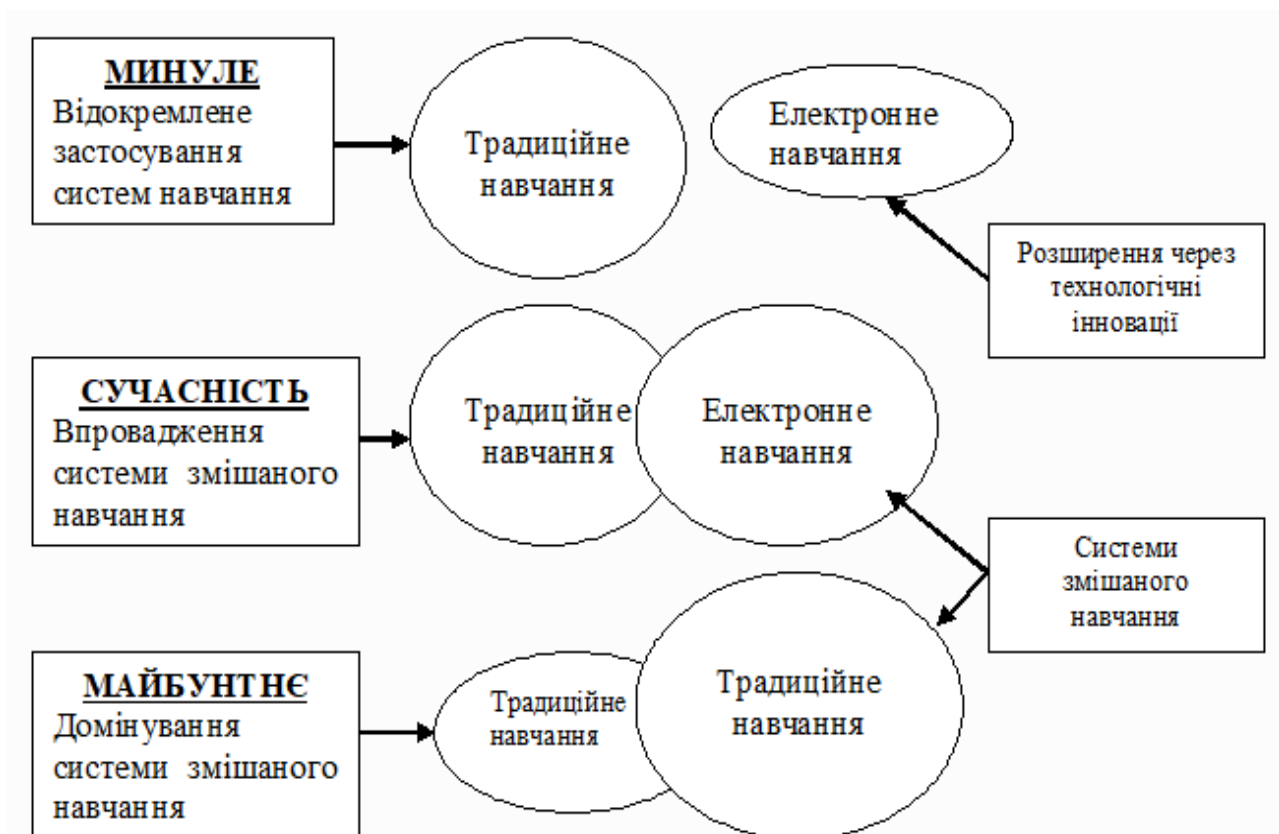 МИНУЛЕ
Відокремлене
застосування
систем навчання
Традиційне
навчання
Електронне
навчання
Розширення через
технологічні
інновації
СУЧАСНІСТЬ
Впровадження
системи змішаного
навчання
Традиційне
навчання
Електронне
навчання
Системи
змішаного
навчання
МАЙБУНТНЄ
Домінування
системи змішаного
навчання
Традиційне
навчання
Традиційне
навчання